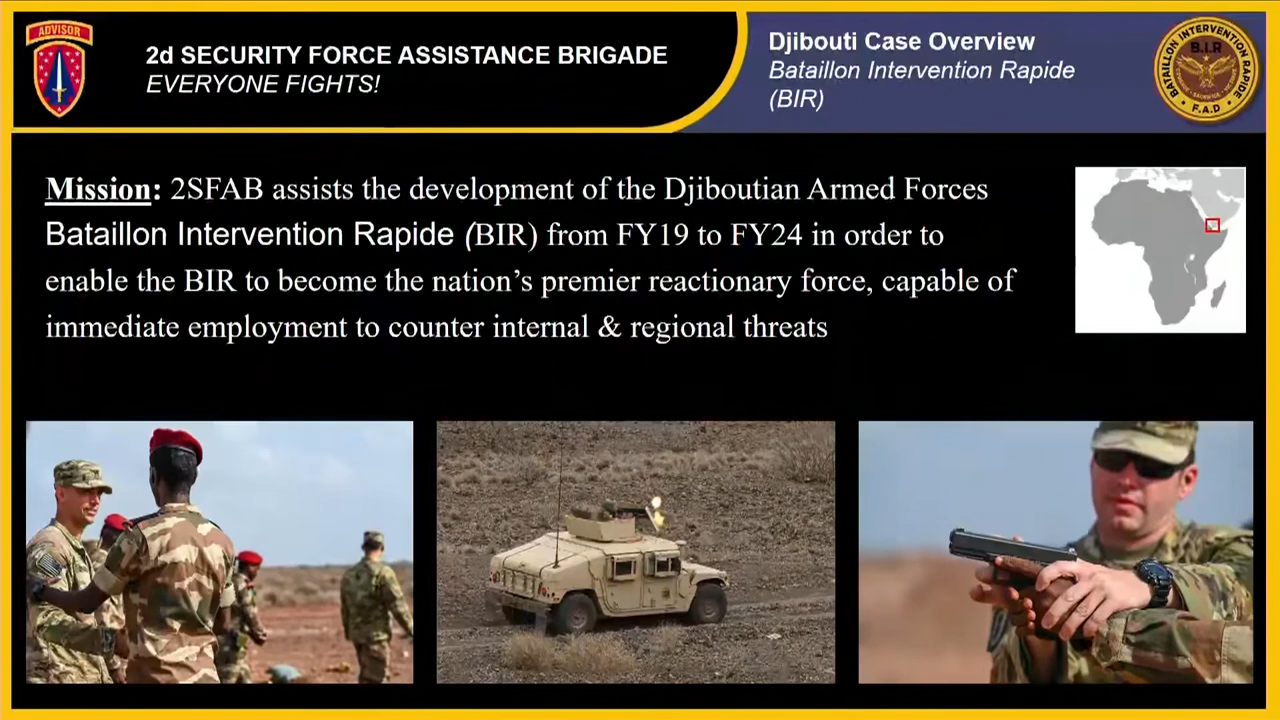 ADVISOR
2d SECURITY FORCE ASSISTANCE BRIGADE
EVERYONE FIGHTS!
Djibouti Case Overview
Bataillon Intervention Rapide
(BIR)
BATAILLON INTERVENTION RAPIDE
B.I.R
F.A.D
Mission: 2SFAB assists the development of the Djiboutian Armed Forces
Bataillon Intervention Rapide (BIR) from FY19 to FY24 in order to
enable the BIR to become the nation’s premier reactionary force, capable of
immediate employment to counter internal & regional threats